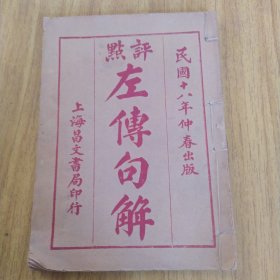 民國十八年仲春出版
評點
左傳句解
上海昌文書局印行